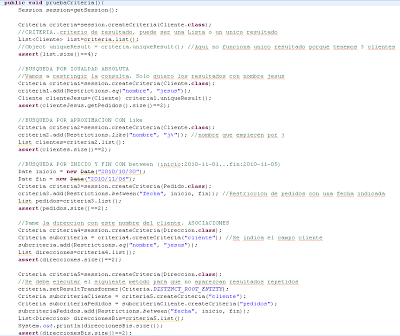 public void pruebaCriteria(){
Session session=getSession();
Criteria criteria=session.createCriteria(Cliente.class);
//CRITERIA. criterio de resultado, puede ser una Lista o un unico resultado
List<Cliente> list=criteria.list();
//Object uniqueResult = criteria.uniqueResult(); //Aqui no funciona unico resultado porque tenemos 3 clientes
assert(list.size()==4);
//BUSQUEDA POR IGUALDAD ABSOLUTA
//Vamos a restringir la consulta. Solo quiero los resultados con nombre jesus
Criteria criteria1=session.createCriteria(Cliente.class);
criteria1.add(Restrictions.eq("nombre", "jesus"));
Cliente clienteJesus=(Cliente) criteria1.uniqueResult();
assert(clienteJesus.getPedidos().size()==2);
//BUSQUEDA POR APROXIMACION CON like
Criteria criteria2=session.createCriteria(Cliente.class);
criteria2.add(Restrictions.like("nombre", "j%")); //nombre que empiecen por j
List clientes=criteria2.list();
assert(clientes.size()==2);
//BUSQUEDA POR INICIO Y FIN CON between (inicio:2010-11-01...fin:2010-11-05)
Date inicio = new Date("2010/10/30");
Date fin = new Date("2010/11/06");
Criteria criteria3=session.createCriteria(Pedido.class);
criteria3.add(Restrictions.between("fecha", inicio, fin)); //Restriccion de pedidos con una fecha indicada
List pedidos=criteria3.list();
assert(pedidos.size()==2);
//Dame la direccion con este nombre del cliente. ASOCIACIONES
Criteria criteria4=session.createCriteria(Direccion.class);
Criteria subcriteria = criteria4.createCriteria("cliente"); //Se indica el campo cliente
subcriteria.add(Restrictions.eq("nombre", "jesus"));
List direcciones=criteria4.list();
assert(direcciones.size()==2);
Criteria criteria5=session.createCriteria(Direccion.class);
//Se debe ejecutar el siguiente metodo para que no aparezcan resultados repetidos
criteria.setResultTransformer(Criteria.DISTINCT_ROOT_ENTITY);
Criteria subcriteriaCliente = criteria5.createCriteria("cliente");
Criteria subcriteriaPedidos = subcriteriaCliente.createCriteria("pedidos");
subcriteriaPedidos.add(Restrictions.between("fecha", inicio, fin));
List<Direccion> direccionesBis=criteria5.list();
System.out.println(direccionesBis.size());
assert(direccionesBis.size()==2);